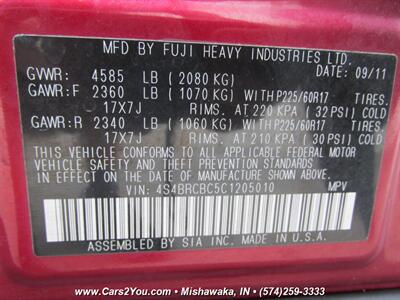 MFD BY FUJI HEAVY INDUSTRIES LTD.
GVWR: 4585 LB (2080 KG) DATE: 09/11
GAWR:F 2360 LB (1070 KG) WITH P225/60R17 TIRES.
17X7J RIMS. AT 220 KPA ( 32 PSI) COLD
GAWR:R 2340 LB (1060 KG) WITH P225/60R17 TIRES.
17X7J RIMS. AT 210 KPA ( 30 PSI) COLD
THIS VEHICLE CONFORMS TO ALL APPLICABLE FEDERAL MOTOR
VEHICLE SAFETY AND THEFT PREVENTION STANDARDS
IN EFFECT ON THE DATE OF MANUFACTURE SHOWN ABOVE.
VIN: 4S4BRCBC5C1205010 MPV
ASSEMBLED BY SIA INC. MADE IN U.S.A.
www.Cars2You.com - Mishawaka, IN - (574)259-3333